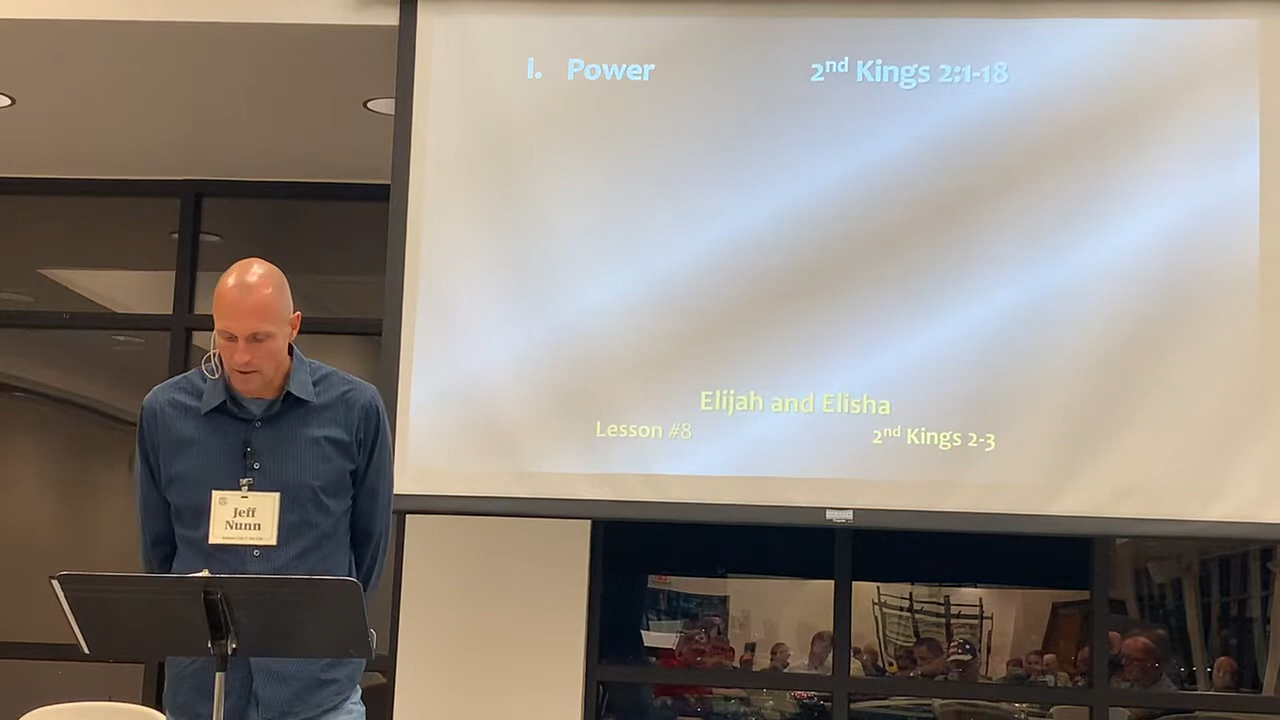 I. Power 2nd Kings 2:1-18
Elijah and Elisha
Lesson #8 2nd Kings 2-3
Jeff
Nunn